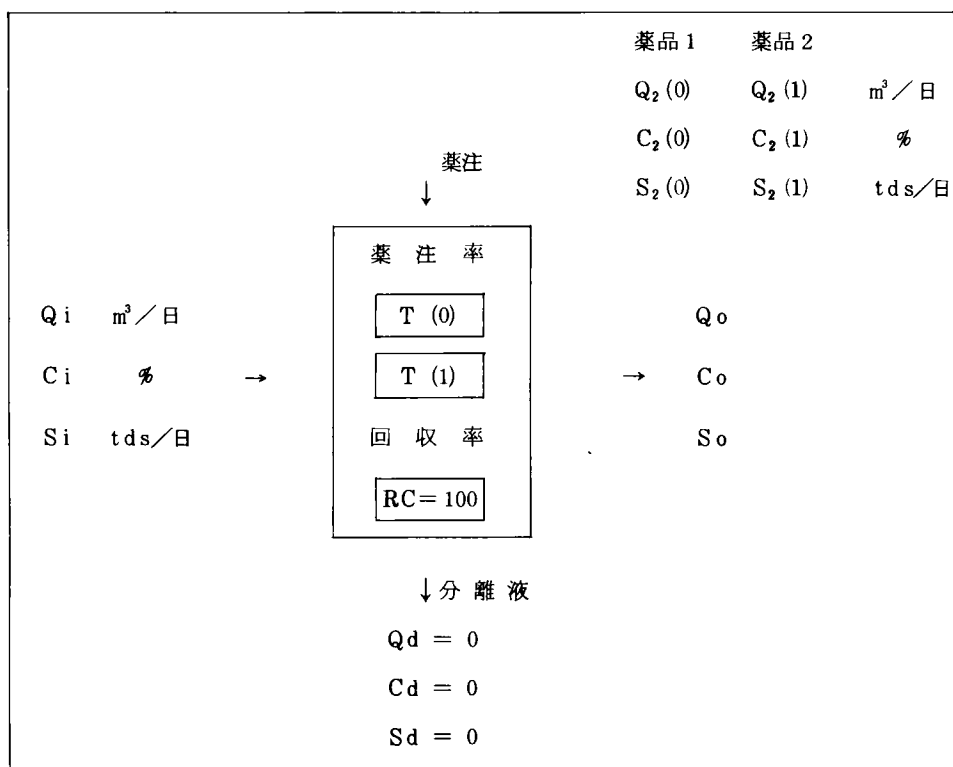 薬品1 薬品2
Q₂(0) Q₂(1) m³/日
C₂(0) C₂(1) %
S₂(0) S₂(1) tds/日
↓薬注
薬注率
T (0)
T (1)
回収率
RC=100
Qi m³/日
Ci % →
Si tds/日
Qo
→ Co
So
↓分離液
Qd = 0
Cd = 0
Sd = 0